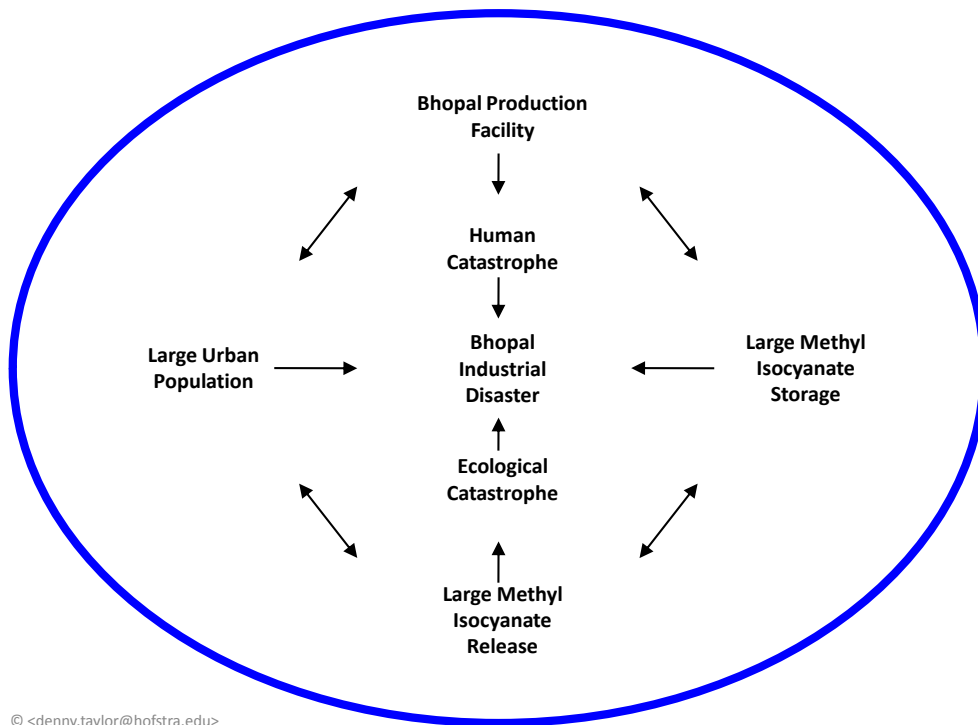 Bhopal Production
Facility
Human
Catastrophe
Large Urban
Population
Bhopal
Industrial
Disaster
Large Methyl
Isocyanate
Storage
Ecological
Catastrophe
Large Methyl
Isocyanate
Release
© <denny.taylor@hofstra.edu>